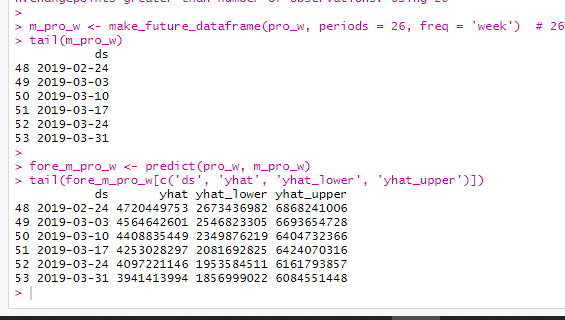 n.changepoints greater than number of observations. Using 20
>
> m_pro_w <- make_future_dataframe(pro_w, periods = 26, freq = 'week')  # 26
> tail(m_pro_w)
           ds
48 2019-02-24
49 2019-03-03
50 2019-03-10
51 2019-03-17
52 2019-03-24
53 2019-03-31
>
> fore_m_pro_w <- predict(pro_w, m_pro_w)
> tail(fore_m_pro_w[c('ds', 'yhat', 'yhat_lower', 'yhat_upper')])
           ds       yhat yhat_lower yhat_upper
48 2019-02-24 4720449753 2673436982 6868241006
49 2019-03-03 4564642601 2546823305 6693654728
50 2019-03-10 4408835449 2349876219 6404732366
51 2019-03-17 4253028297 2081692825 6424070316
52 2019-03-24 4097221146 1953584511 6161793857
53 2019-03-31 3941413994 1856999022 6084551448
>